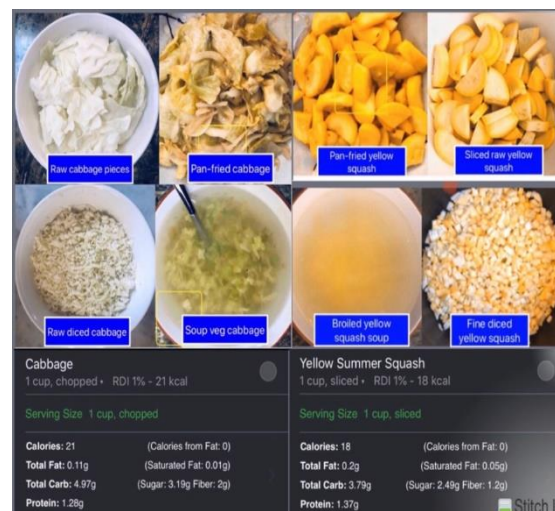 Raw cabbage pieces
Pan-fried cabbage
Pan-fried yellow
squash
Sliced raw yellow
squash
Raw diced cabbage
Soup veg cabbage
Broiled yellow
squash soup
Fine diced
yellow squash
Cabbage
1 cup, chopped • RDI 1% - 21 kcal
Serving Size 1 cup, chopped
Calories: 21 (Calories from Fat: 0)
Total Fat: 0.11g (Saturated Fat: 0.01g)
Total Carb: 4.97g (Sugar: 3.19g Fiber: 2g)
Protein: 1.28g
Yellow Summer Squash
1 cup, sliced • RDI 1% - 18 kcal
Serving Size 1 cup, sliced
Calories: 18 (Calories from Fat: 0)
Total Fat: 0.2g (Saturated Fat: 0.05g)
Total Carb: 3.79g (Sugar: 2.49g Fiber: 1.2g)
Protein: 1.37g
Stitch